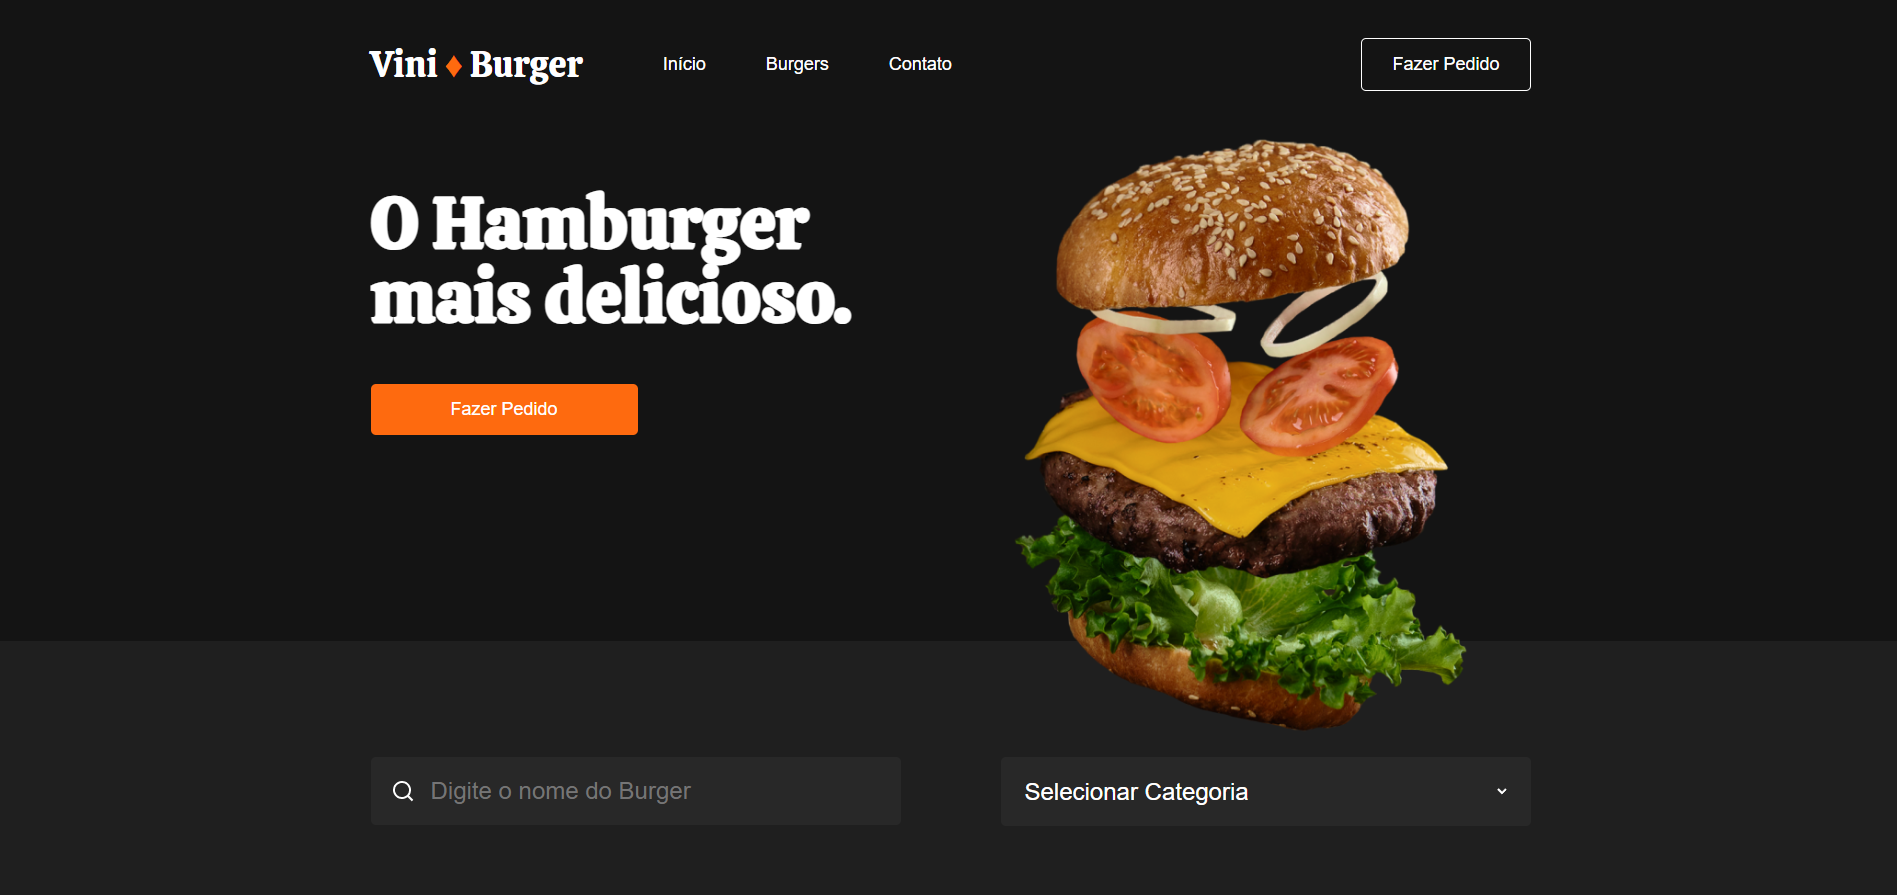 Vini ♦ Burger
Início
Burgers
Contato
Fazer Pedido
O Hamburger
mais delicioso.
Fazer Pedido
Digite o nome do Burger
Selecionar Categoria